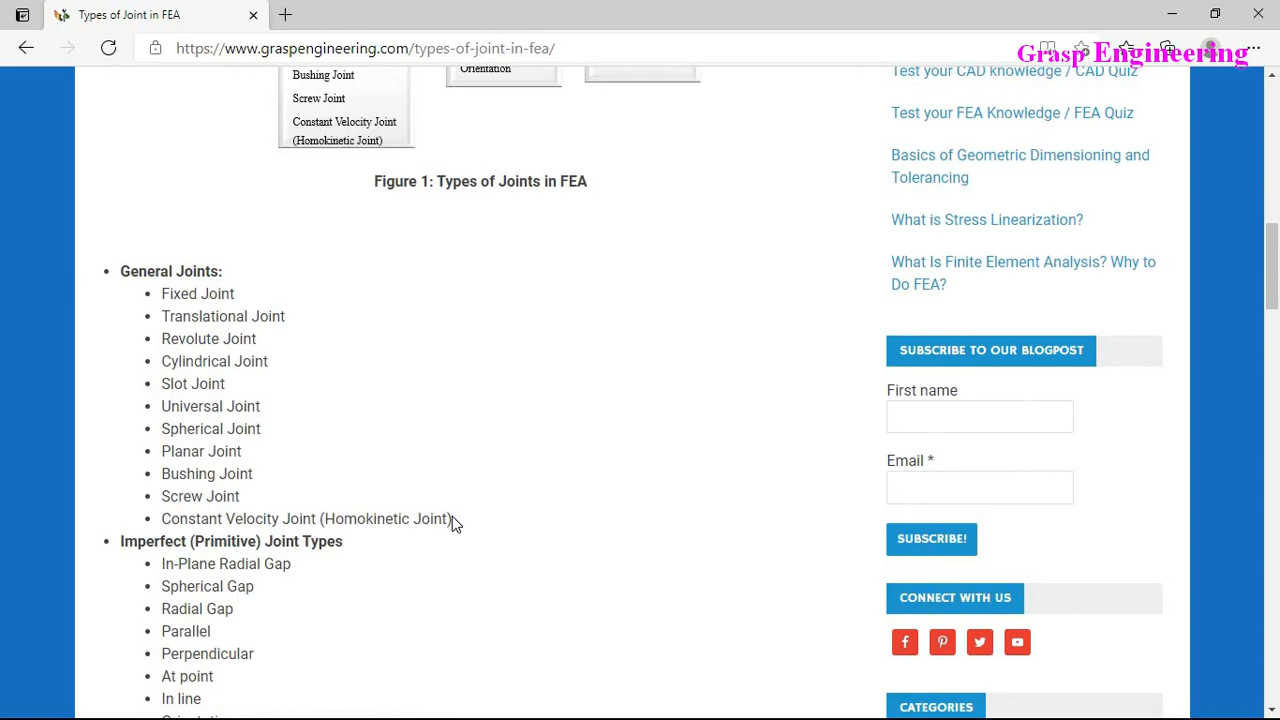 Types of Joints in FEA
https://www.graspengineering.com/types-of-joint-in-fea/
Grasp Engineering
Bushing Joint
Screw Joint
Constant Velocity Joint
(Homokinetic Joint)
Orientation
Figure 1: Types of Joints in FEA
General Joints:
Fixed Joint
Translational Joint
Revolute Joint
Cylindrical Joint
Slot Joint
Universal Joint
Spherical Joint
Planar Joint
Bushing Joint
Screw Joint
Constant Velocity Joint (Homokinetic Joint)
Imperfect (Primitive) Joint Types
In-Plane Radial Gap
Spherical Gap
Radial Gap
Parallel
Perpendicular
At point
In line
Orientation
Test your CAD knowledge / CAD Quiz
Test your FEA Knowledge / FEA Quiz
Basics of Geometric Dimensioning and
Tolerancing
What is Stress Linearization?
What Is Finite Element Analysis? Why to
Do FEA?
SUBSCRIBE TO OUR BLOGPOST
First name
Email *
SUBSCRIBE!
CONNECT WITH US
CATEGORIES